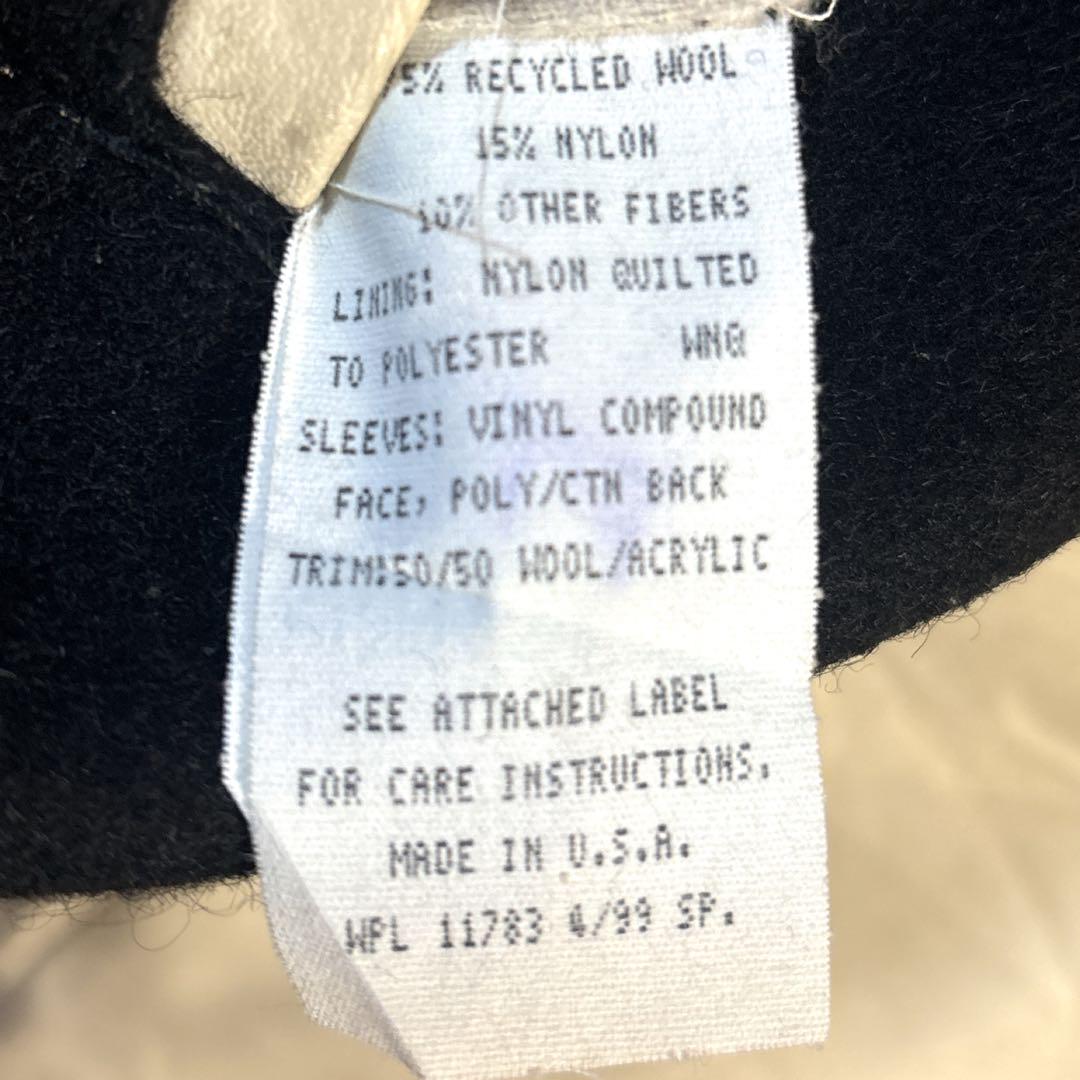 5% RECYCLED WOOL
15% NYLON
10% OTHER FIBERS
LINING: NYLON QUILTED
TO POLYESTER WNQ
SLEEVES: VINYL COMPOUND
FACE, POLY/CTN BACK
TRIM:50/50 WOOL/ACRYLIC
SEE ATTACHED LABEL
FOR CARE INSTRUCTIONS.
MADE IN U.S.A.
WPL 11783 4/99 SP.